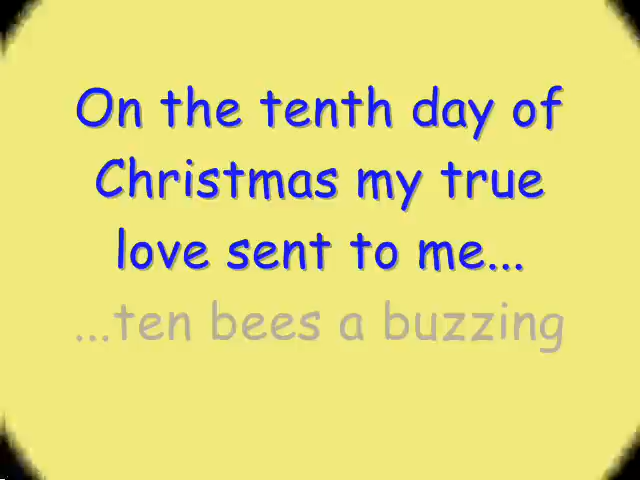 On the tenth day of
Christmas my true
love sent to me...
...ten bees a buzzing